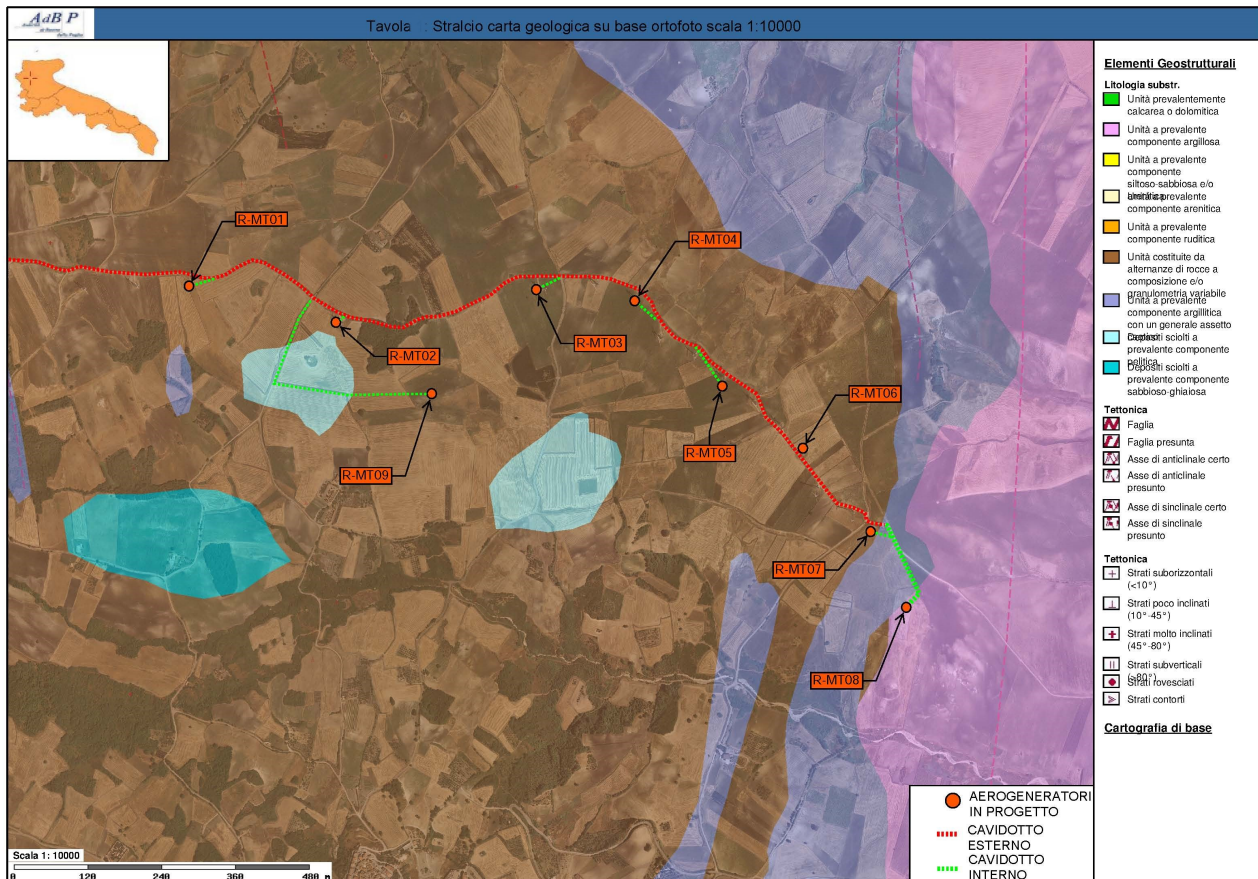 AdB P
della Puglia
Tavola : Stralcio carta geologica su base ortofoto scala 1:10000
R-MT01
R-MT04
R-MT03
R-MT02
R-MT06
R-MT05
R-MT09
R-MT07
R-MT08
Elementi Geostrutturali
Litologia substr.
Unità prevalentemente
calcarea o dolomitica
Unità a prevalente
componente argillosa
Unità a prevalente
componente
siltoso-sabbiosa e/o
Unità a prevalente
componente arenitica
Unità a prevalente
componente ruditica
Unità costituite da
alternanze di rocce a
composizione e/o
granulometria variabile
Unità a prevalente
componente argillitica
con un generale assetto
Depositi sciolti a
prevalente componente
pelitica
Depositi sciolti a
prevalente componente
sabbioso-ghiaiosa
Tettonica
Faglia
Faglia presunta
Asse di anticlinale certo
Asse di anticlinale
presunto
Asse di sinclinale certo
Asse di sinclinale
presunto
Tettonica
Strati suborizzontali
(<10°)
Strati poco inclinati
(10°-45°)
Strati molto inclinati
(45°-80°)
Strati subverticali
(>80°)
Strati rovesciati
Strati contorti
Cartografia di base
AEROGENERATORI
IN PROGETTO
CAVIDOTTO
ESTERNO
CAVIDOTTO
INTERNO
Scala 1: 10000
0 120 240 360 480 m